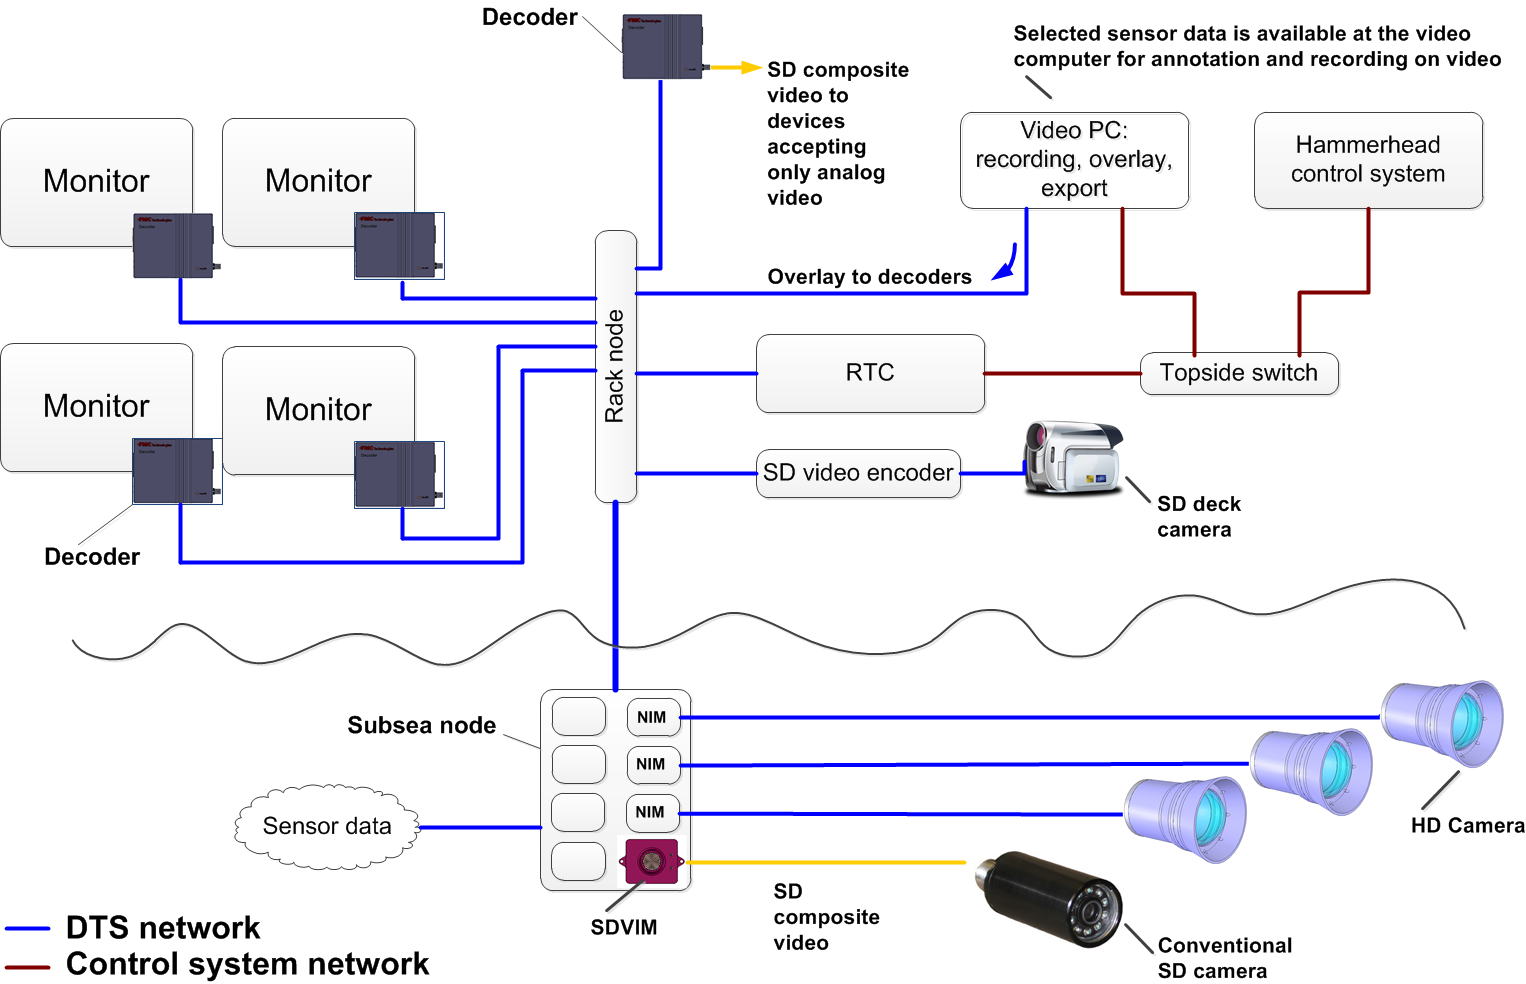 Decoder
Selected sensor data is available at the video
computer for annotation and recording on video
SD composite
video to
devices
accepting
only analog
video
Video PC:
recording, overlay,
export
Hammerhead
control system
Monitor
Monitor
Overlay to decoders
Rack node
RTC
Topside switch
Monitor
Monitor
SD video encoder
SD deck
camera
Decoder
Subsea node
NIM
NIM
NIM
HD Camera
Sensor data
SDVIM
SD
composite
video
Conventional
SD camera
DTS network
Control system network